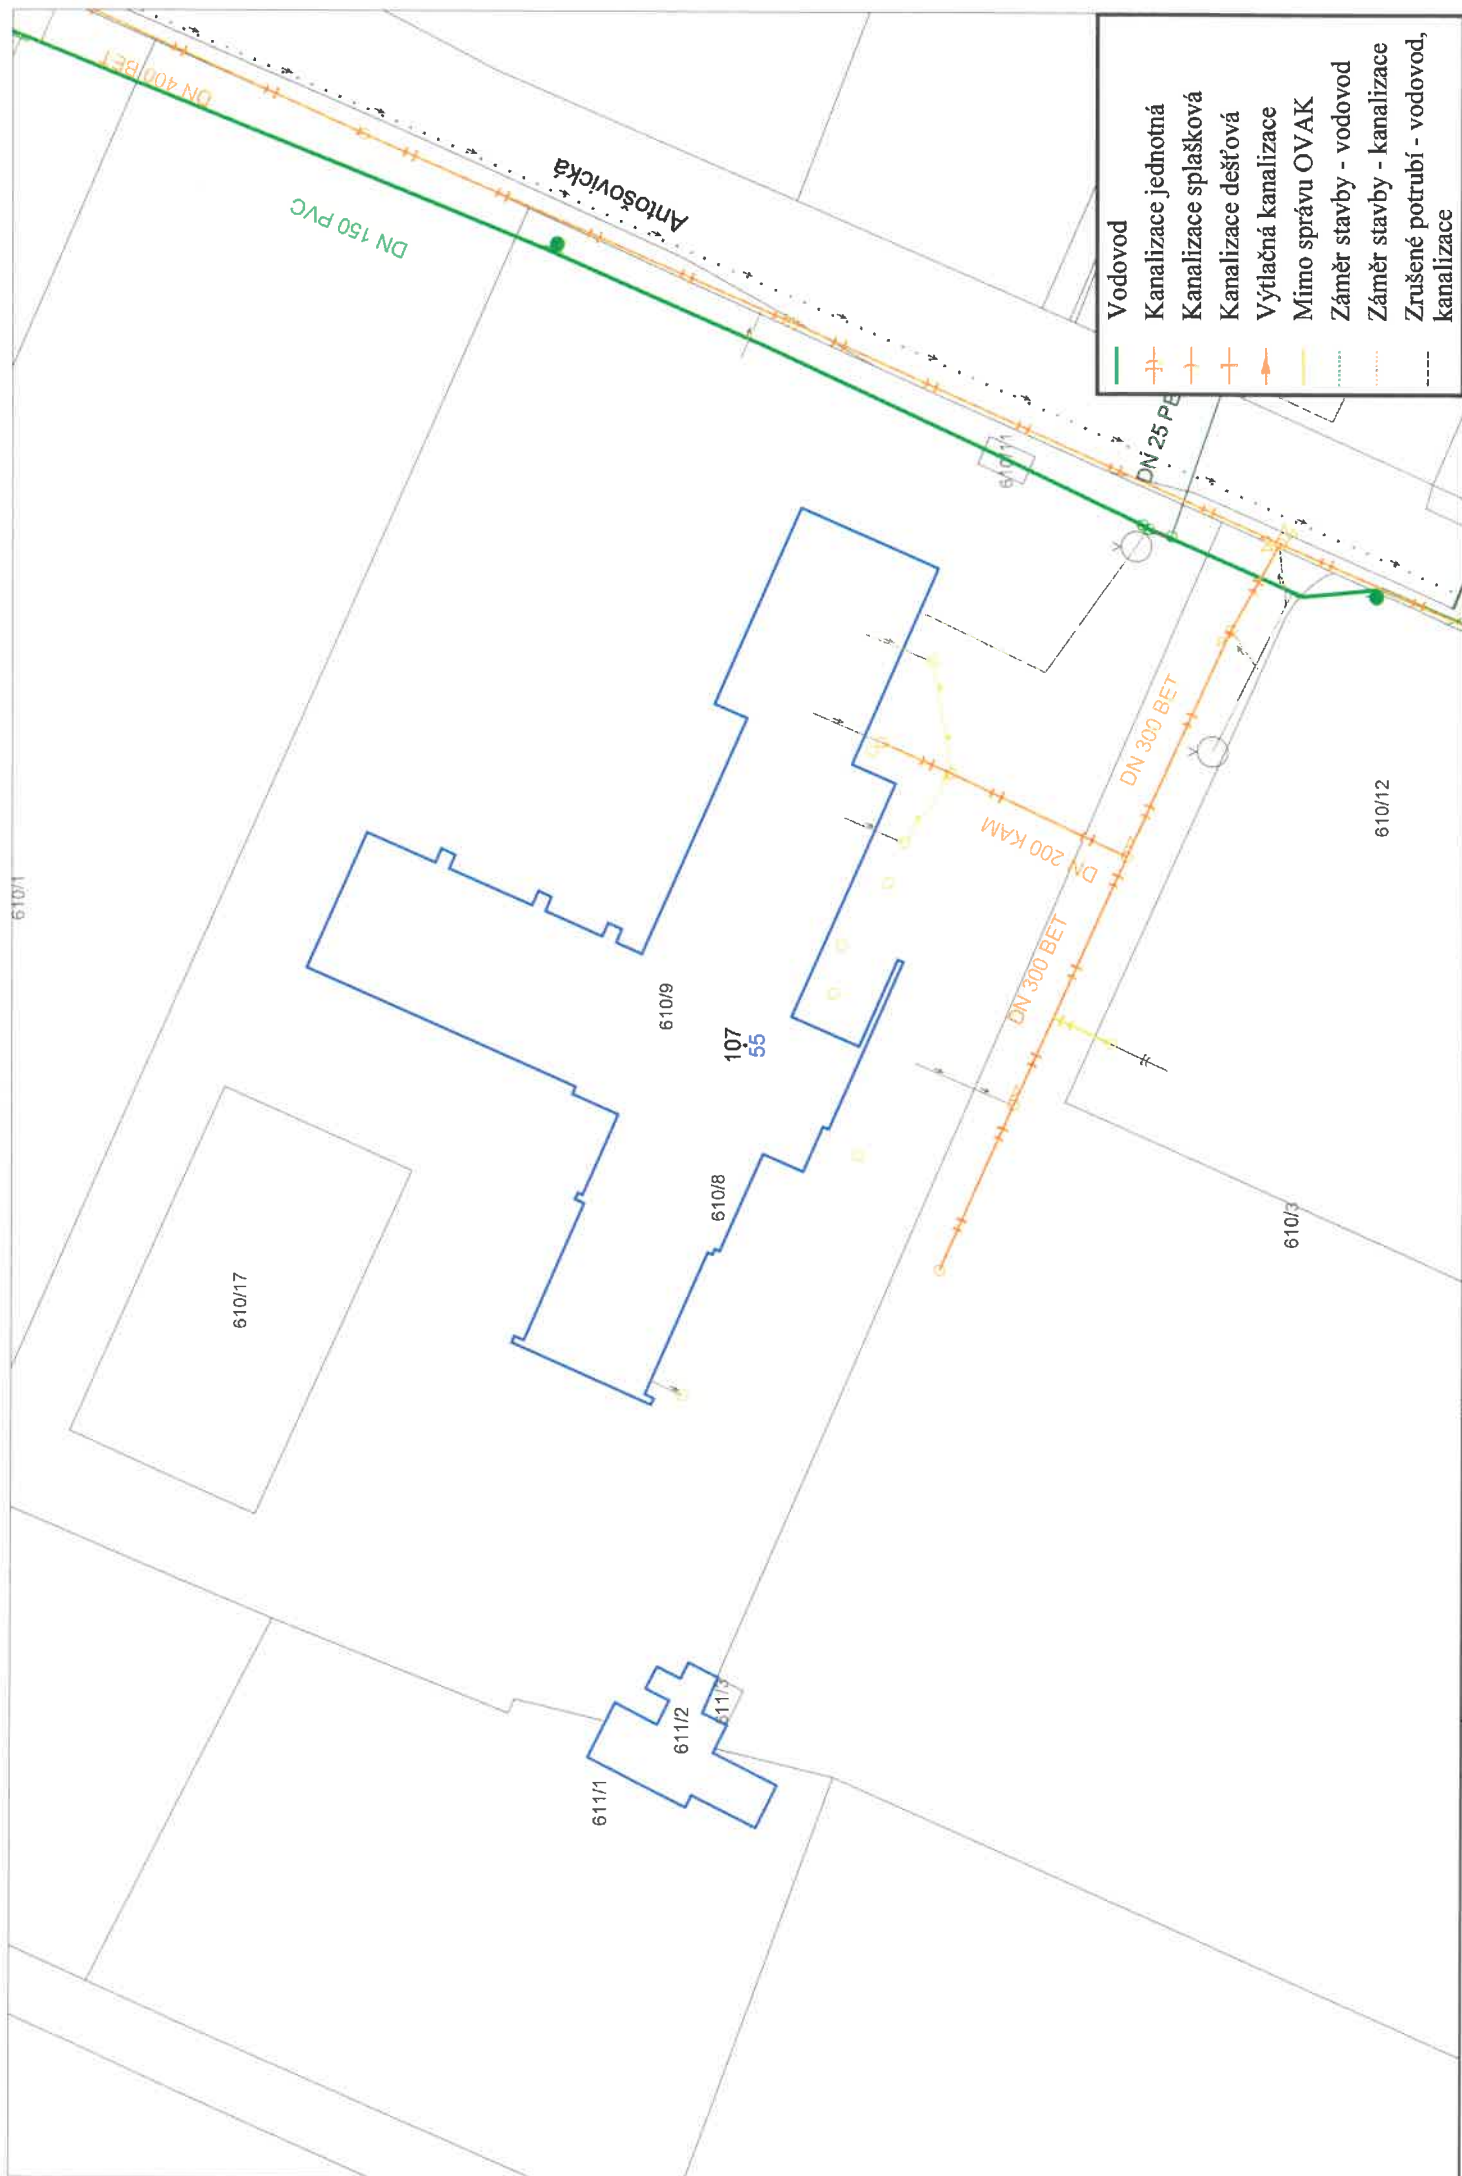 DN 400 BET
DN 150 PVC
Antošovická
610/1
610/11
DN 25 PE
DN 300 BET
DN 200 KAM
DN 300 BET
610/12
610/9
107
55
610/8
610/3
610/17
611/3
611/2
611/1
Vodovod
Kanalizace jednotná
Kanalizace splašková
Kanalizace dešťová
Výtlačná kanalizace
Mimo správu OVAK
Záměr stavby - vodovod
Záměr stavby - kanalizace
Zrušené potrubí - vodovod,
kanalizace